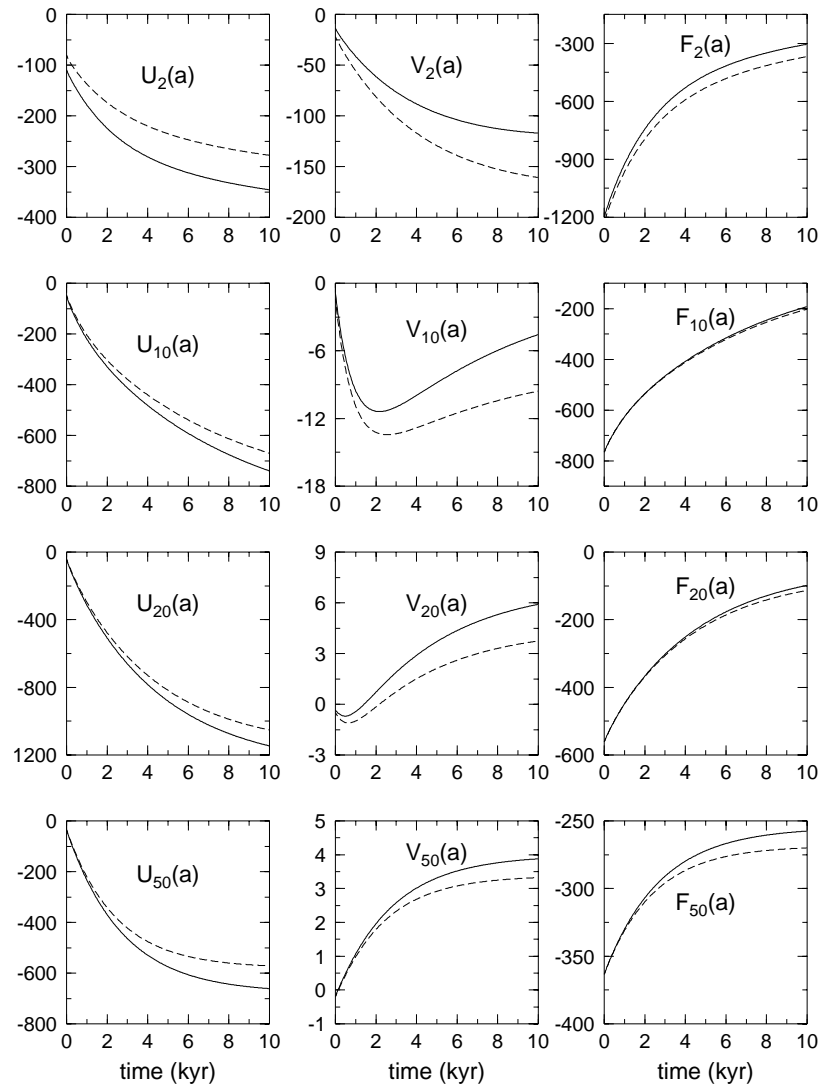 0
-100
-200
-300
-400
U2(a)
0 2 4 6 8 10
0
-50
-100
-150
-200
V2(a)
0 2 4 6 8 10
-300
-600
-900
-1200
F2(a)
0 2 4 6 8 10
0
-200
-400
-600
-800
U10(a)
0 2 4 6 8 10
0
-6
-12
-18
V10(a)
0 2 4 6 8 10
-200
-400
-600
-800
F10(a)
0 2 4 6 8 10
0
-400
-800
1200
U20(a)
0 2 4 6 8 10
9
6
3
0
-3
V20(a)
0 2 4 6 8 10
0
-200
-400
-600
F20(a)
0 2 4 6 8 10
0
-200
-400
-600
-800
U50(a)
0 2 4 6 8 10
time (kyr)
5
4
3
2
1
0
-1
V50(a)
0 2 4 6 8 10
time (kyr)
-250
-300
-350
-400
F50(a)
0 2 4 6 8 10
time (kyr)